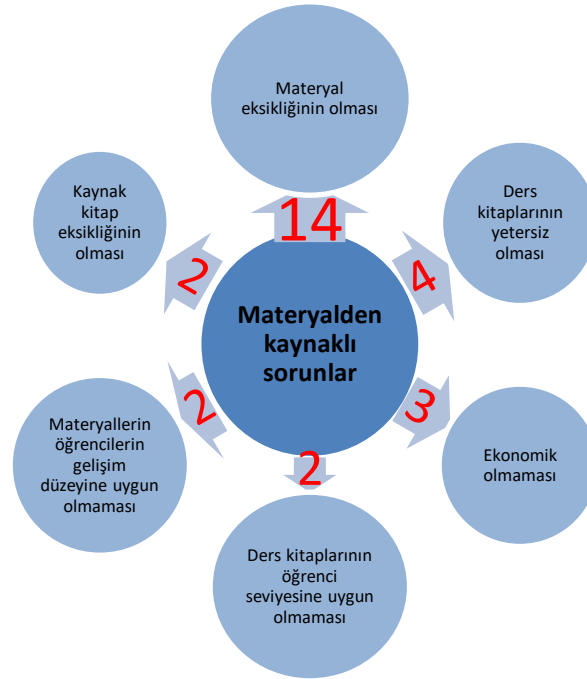 Materyal
eksikliğinin olması
Kaynak
kitap
eksikliğinin
olması
Ders
kitaplarının
yetersiz
olması
14
2
4
Materyalden
kaynaklı
sorunlar
2
3
2
Materyallerin
öğrencilerin
gelişim
düzeyine uygun
olmaması
Ekonomik
olmaması
Ders kitaplarının
öğrenci
seviyesine uygun
olmaması